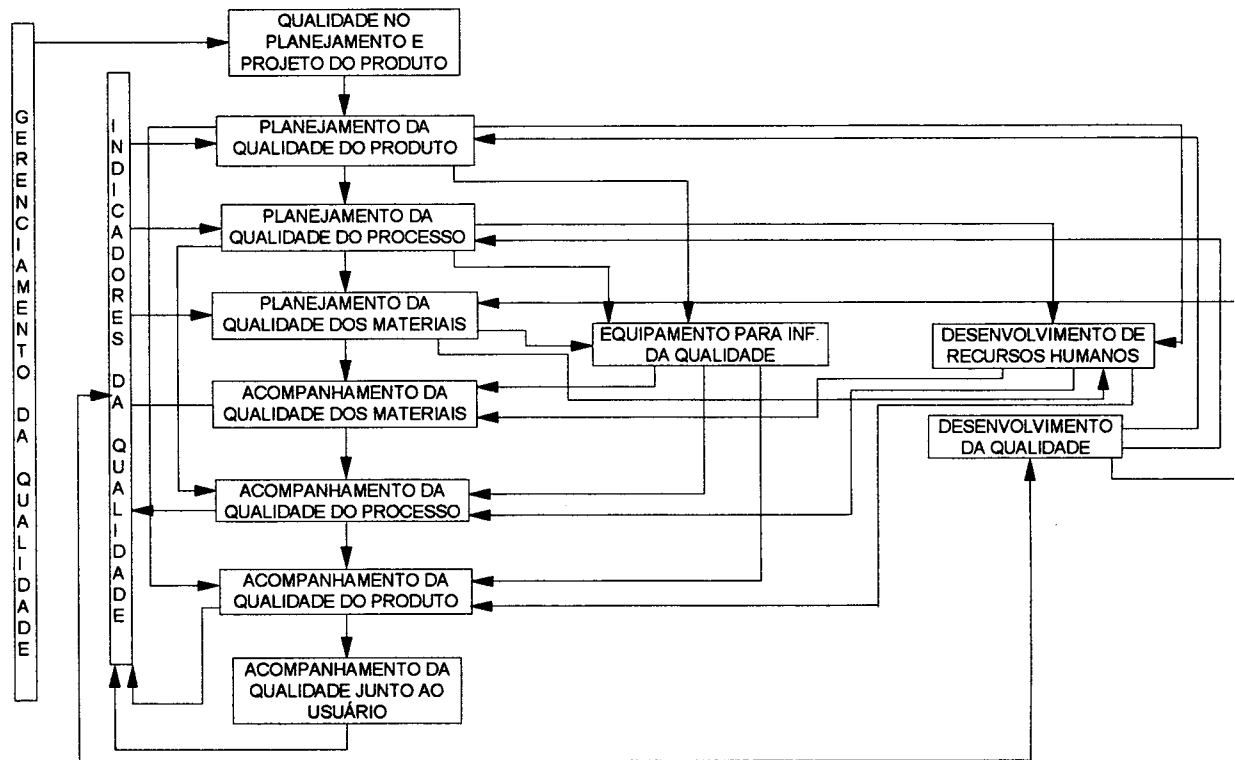 GERENCIAMENTO DA QUALIDADE
INDICADORES DA QUALIDADE
QUALIDADE NO
PLANEJAMENTO E
PROJETO DO PRODUTO
PLANEJAMENTO DA
QUALIDADE DO PRODUTO
PLANEJAMENTO DA
QUALIDADE DO PROCESSO
PLANEJAMENTO DA
QUALIDADE DOS MATERIAIS
EQUIPAMENTO PARA INF.
DA QUALIDADE
DESENVOLVIMENTO DE
RECURSOS HUMANOS
ACOMPANHAMENTO DA
QUALIDADE DOS MATERIAIS
DESENVOLVIMENTO
DA QUALIDADE
ACOMPANHAMENTO DA
QUALIDADE DO PROCESSO
ACOMPANHAMENTO DA
QUALIDADE DO PRODUTO
ACOMPANHAMENTO DA
QUALIDADE JUNTO AO
USUÁRIO